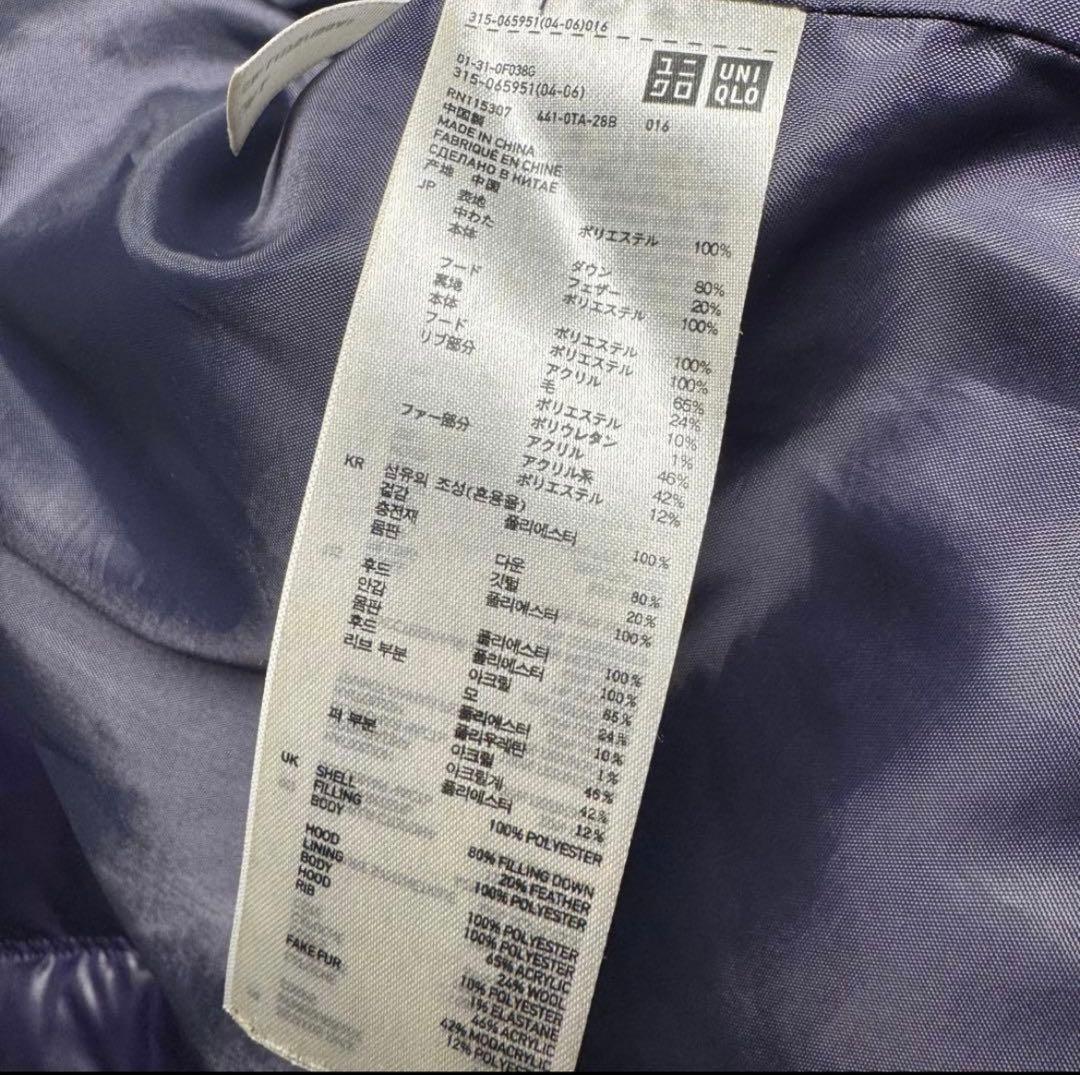 315-065951(04-06)016
01-31-0F038G
315-065951(04-06)
ユニクロ
UNIQLO
RN115307 441-0TA-28B 016
中国製
MADE IN CHINA
FABRIQUÉ EN CHINE
СДЕЛАНО В КИТАЕ
产地 中国
JP 表地 ポリエステル 100%
中わた
本体 ダウン 80%
フェザー 20%
フード ポリエステル 100%
裏地
本体 ポリエステル 100%
フード ポリエステル 100%
リブ部分 アクリル 65%
毛 24%
ポリエステル 10%
ポリウレタン 1%
ファー部分 アクリル 46%
アクリル系 42%
ポリエステル 12%
KR 섬유의 조성(혼용율)
겉감 폴리에스터 100%
충전재
몸판 다운 80%
깃털 20%
후드 폴리에스터 100%
안감
몸판 폴리에스터 100%
후드 폴리에스터 100%
리브 부분 아크릴 65%
모 24%
폴리에스터 10%
폴리우레탄 1%
퍼 부분 아크릴 46%
아크릴계 42%
폴리에스터 12%
UK SHELL 100% POLYESTER
FILLING
BODY 80% FILLING DOWN
20% FEATHER
HOOD 100% POLYESTER
LINING
BODY 100% POLYESTER
HOOD 100% POLYESTER
RIB 65% ACRYLIC
24% WOOL
10% POLYESTER
1% ELASTANE
FAKE FUR 46% ACRYLIC
42% MODACRYLIC
12%